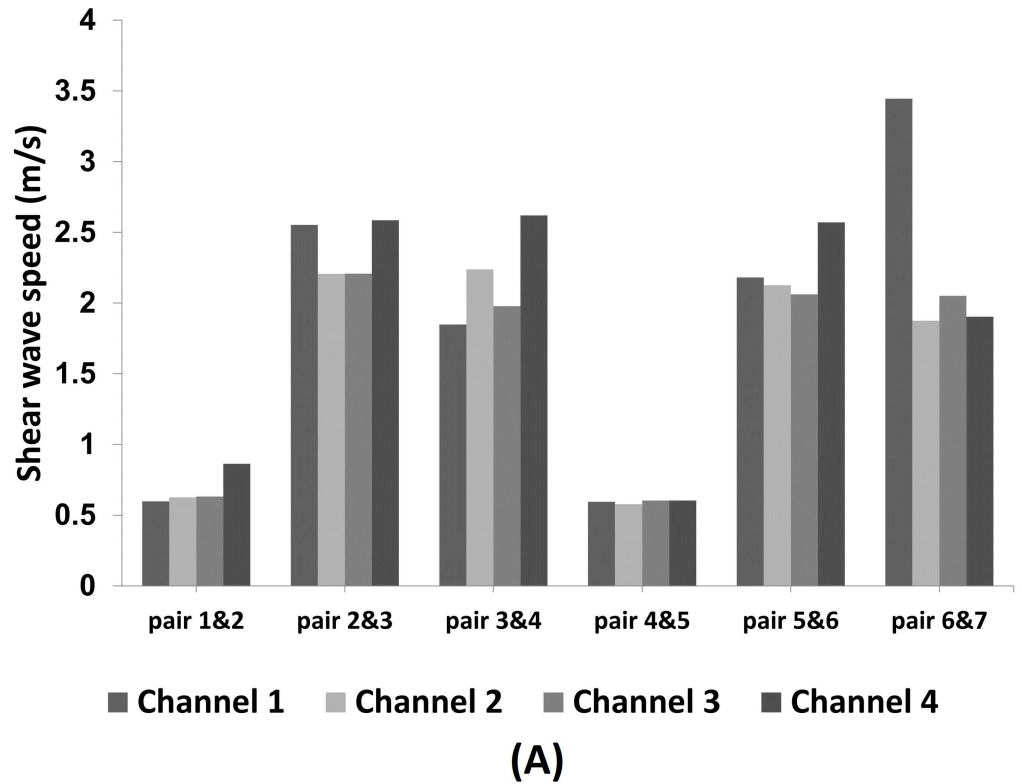 Shear wave speed (m/s)
4
3.5
3
2.5
2
1.5
1
0.5
0
pair 1&2 pair 2&3 pair 3&4 pair 4&5 pair 5&6 pair 6&7
Channel 1 Channel 2 Channel 3 Channel 4
(A)